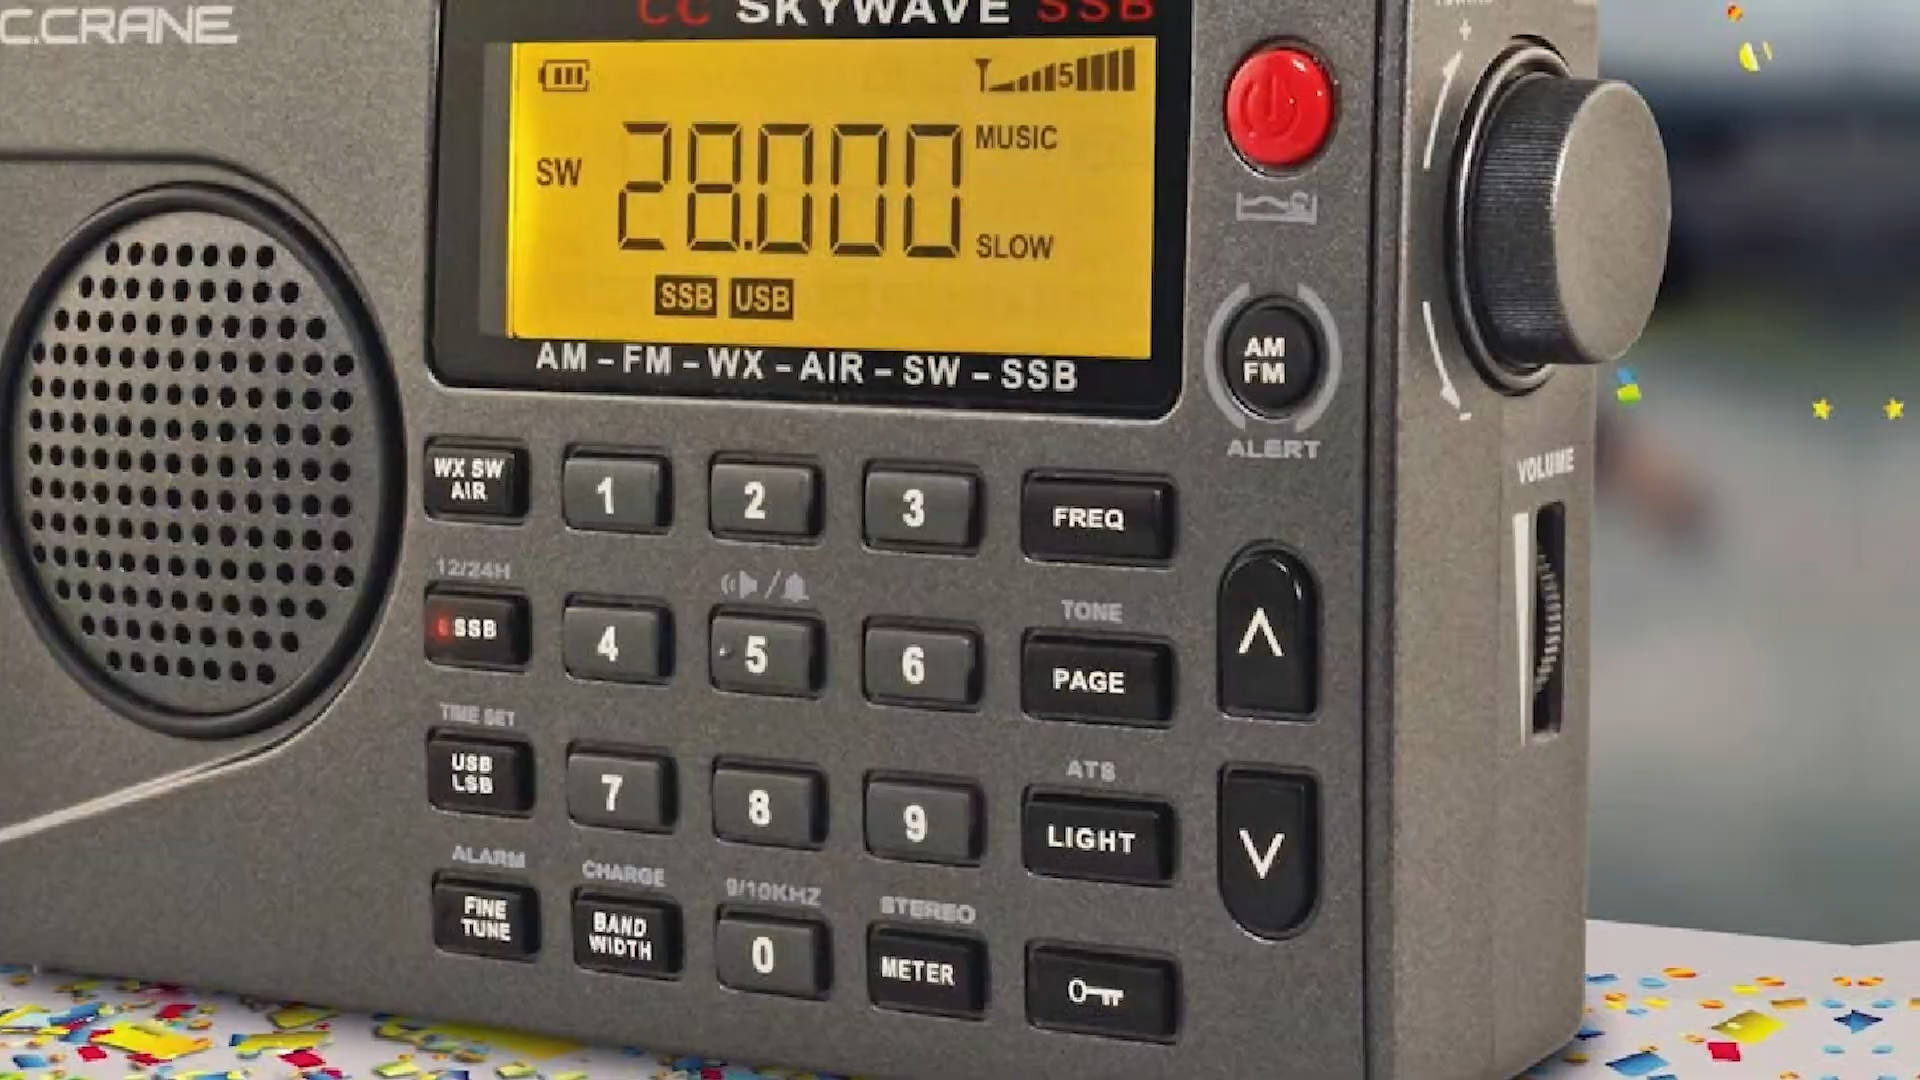 C.CRANE
CC SKYWAVE SSB
5
28.000
MUSIC
SW
SLOW
SSB USB
AM – FM – WX – AIR – SW – SSB
AM
FM
ALERT
VOLUME
WX SW
AIR
1
2
3
FREQ
12/24H
SSB
4
5
6
TONE
PAGE
TIME SET
USB
LSB
7
8
9
ATS
LIGHT
ALARM
FINE
TUNE
CHARGE
BAND
WIDTH
9/10KHZ
0
STEREO
METER